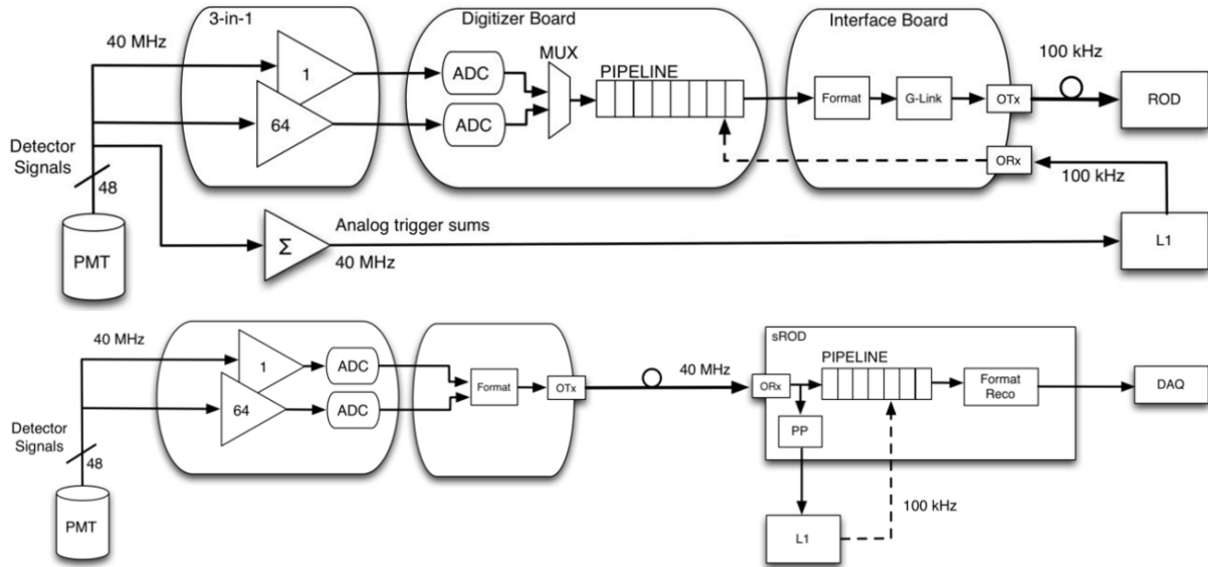 3-in-1
Digitizer Board
Interface Board
40 MHz
1
64
ADC
ADC
MUX
PIPELINE
Format
G-Link
OTx
100 kHz
ROD
ORx
100 kHz
Detector
Signals
48
PMT
Σ
Analog trigger sums
40 MHz
L1
40 MHz
1
64
ADC
ADC
Format
OTx
40 MHz
sROD
ORx
PIPELINE
Format
Reco
DAQ
PP
100 kHz
L1
Detector
Signals
48
PMT